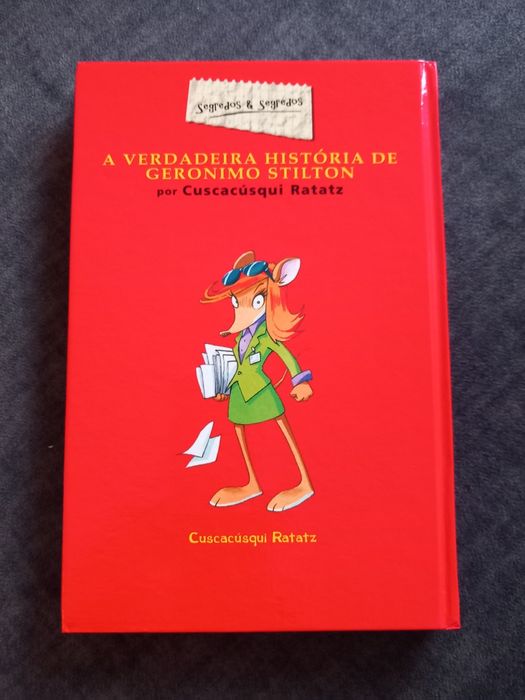 Segredos & Segredos
A VERDADEIRA HISTÓRIA DE
GERONIMO STILTON
por Cuscacúsqui Ratatz
Cuscacúsqui Ratatz